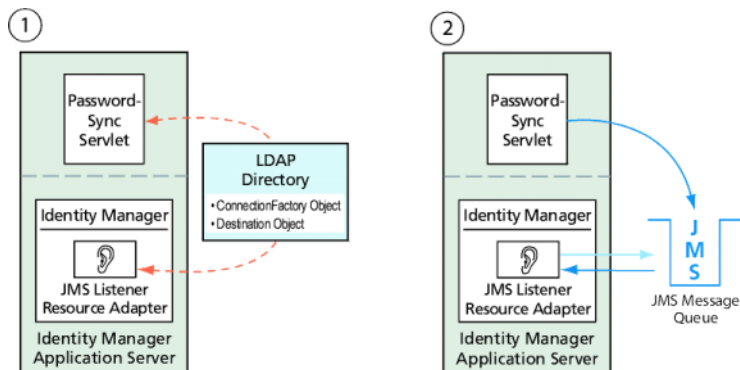 1
Password-
Sync
Servlet
LDAP
Directory
• ConnectionFactory Object
• Destination Object
Identity Manager
JMS Listener
Resource Adapter
Identity Manager
Application Server
2
Password-
Sync
Servlet
Identity Manager
JMS Listener
Resource Adapter
J
M
S
JMS Message
Queue
Identity Manager
Application Server